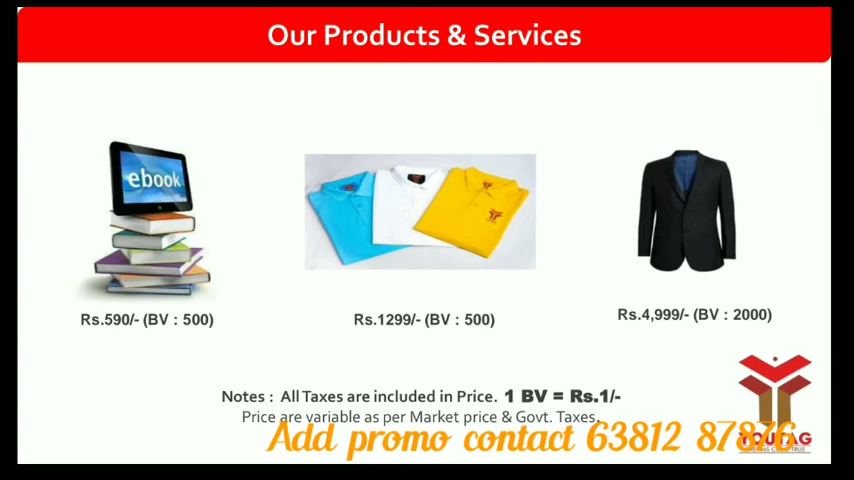 Our Products & Services
ebook
Rs.590/- (BV : 500)
Rs.1299/- (BV : 500)
Rs.4,999/- (BV : 2000)
Notes : All Taxes are included in Price. 1 BV = Rs.1/-
Price are variable as per Market price & Govt. Taxes.
Add promo contact 63812 87876
YOUTAG